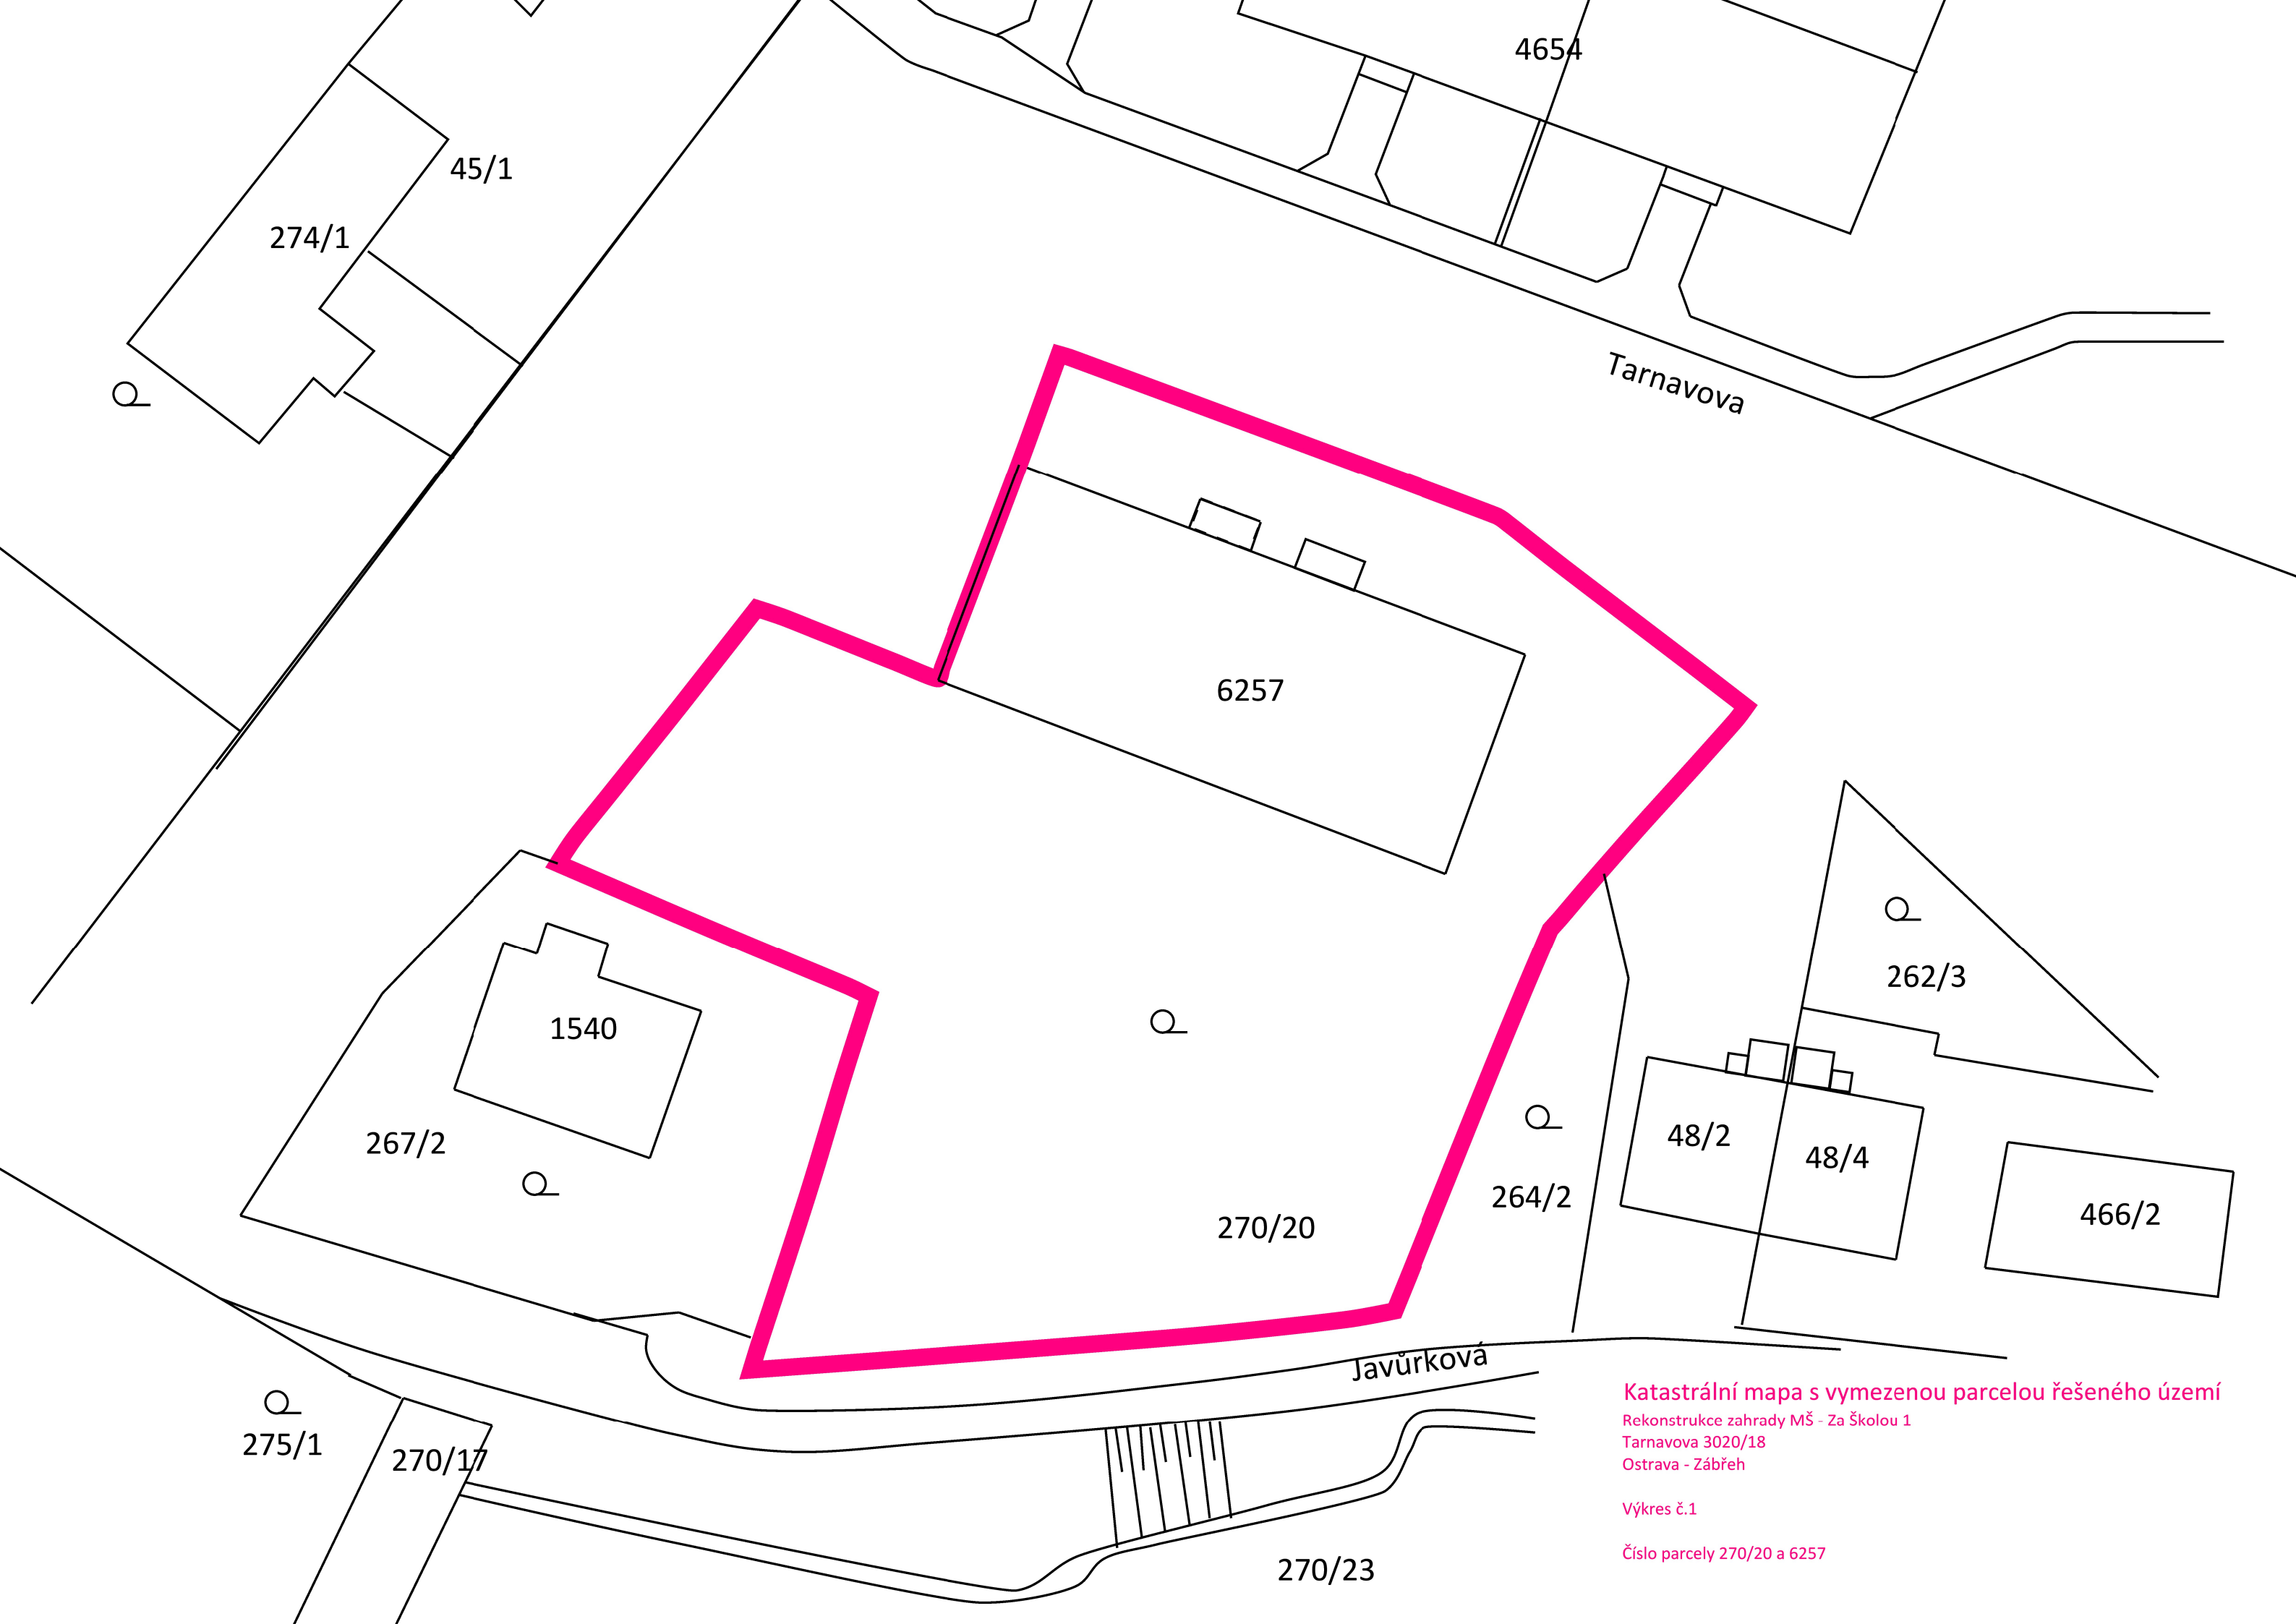 4654
45/1
274/1
Tarnavova
6257
262/3
1540
48/2
267/2
48/4
264/2
466/2
270/20
Javůrková
275/1
270/17
270/23
Katastrální mapa s vymezenou parcelou řešeného území
Rekonstrukce zahrady MŠ - Za Školou 1
Tarnavova 3020/18
Ostrava - Zábřeh
Výkres č.1
Číslo parcely 270/20 a 6257